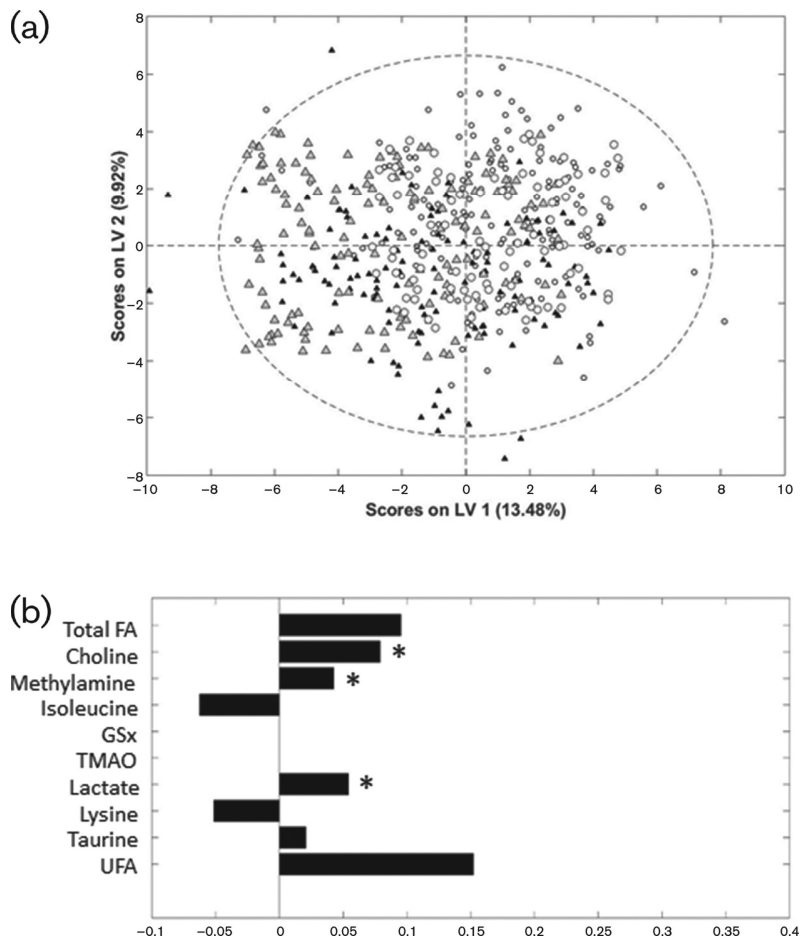 (a)
8
6
4
2
0
−2
−4
−6
−8
Scores on LV 2 (9.92%)
−10 −8 −6 −4 −2 0 2 4 6 8 10
Scores on LV 1 (13.48%)
(b)
Total FA
Choline *
Methylamine *
Isoleucine
GSx
TMAO
Lactate *
Lysine
Taurine
UFA
−0.1 −0.05 0 0.05 0.1 0.15 0.2 0.25 0.3 0.35 0.4